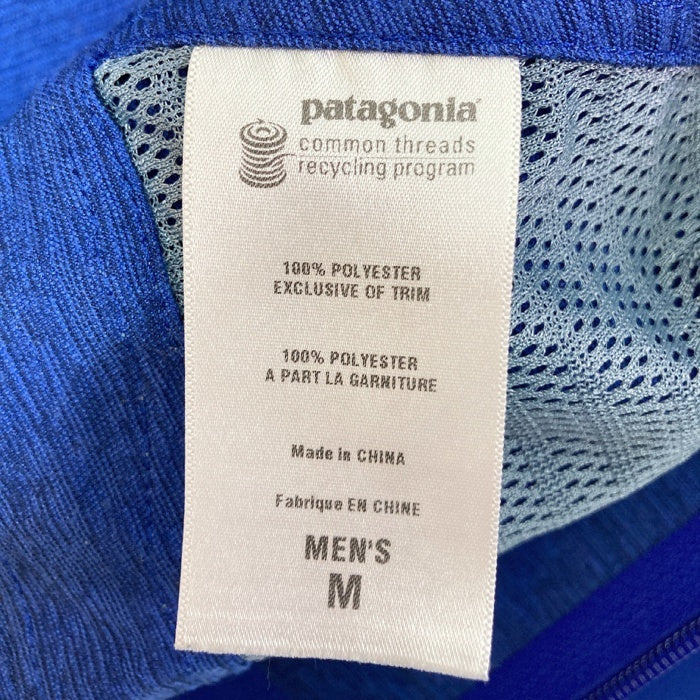 patagonia
common threads
recycling program
100% POLYESTER
EXCLUSIVE OF TRIM
100% POLYESTER
A PART LA GARNITURE
Made in CHINA
Fabrique EN CHINE
MEN'S
M